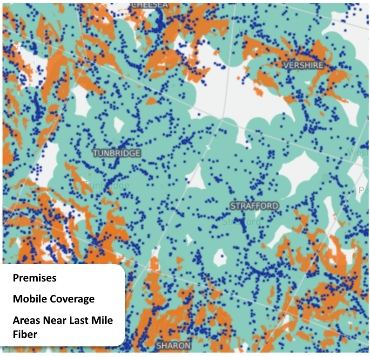 CHELSEA
VERSHIRE
TUNBRIDGE
STRAFFORD
P
Premises
Mobile Coverage
Areas Near Last Mile
Fiber
SHARON